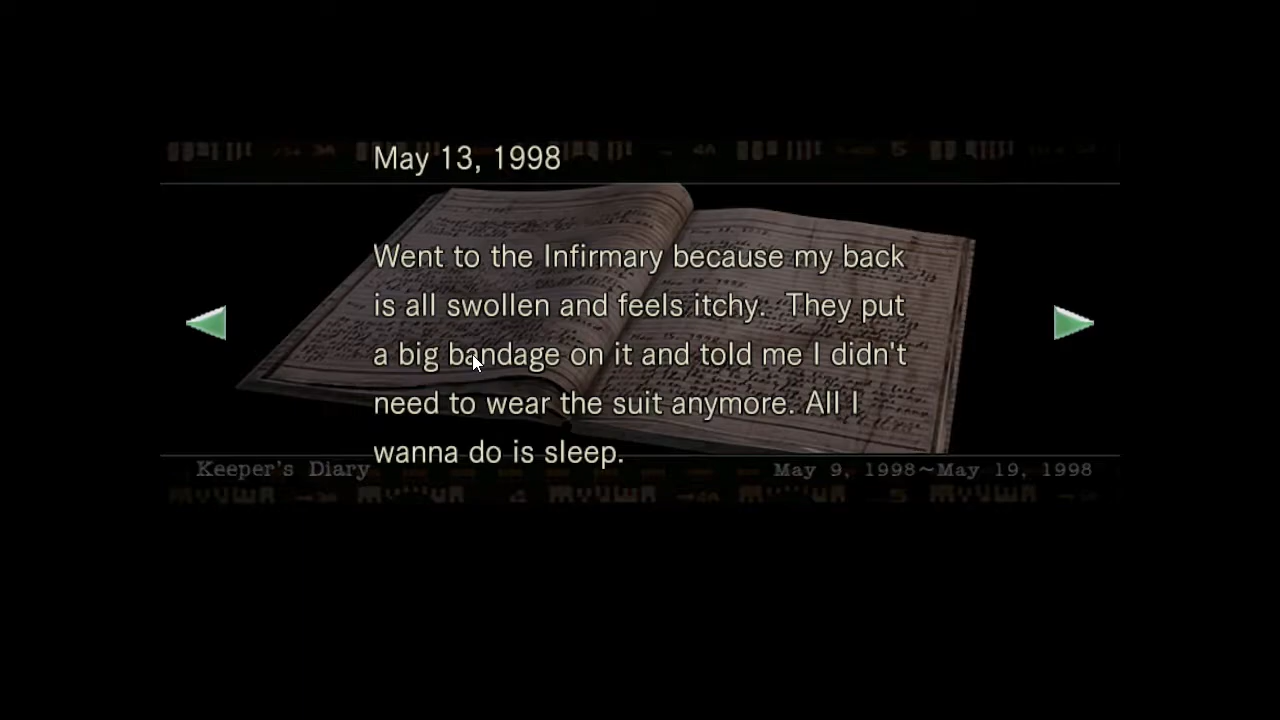 May 13, 1998
Went to the Infirmary because my back
is all swollen and feels itchy.  They put
a big bandage on it and told me I didn't
need to wear the suit anymore. All I
wanna do is sleep.
Keeper's Diary
May 9, 1998~May 19, 1998